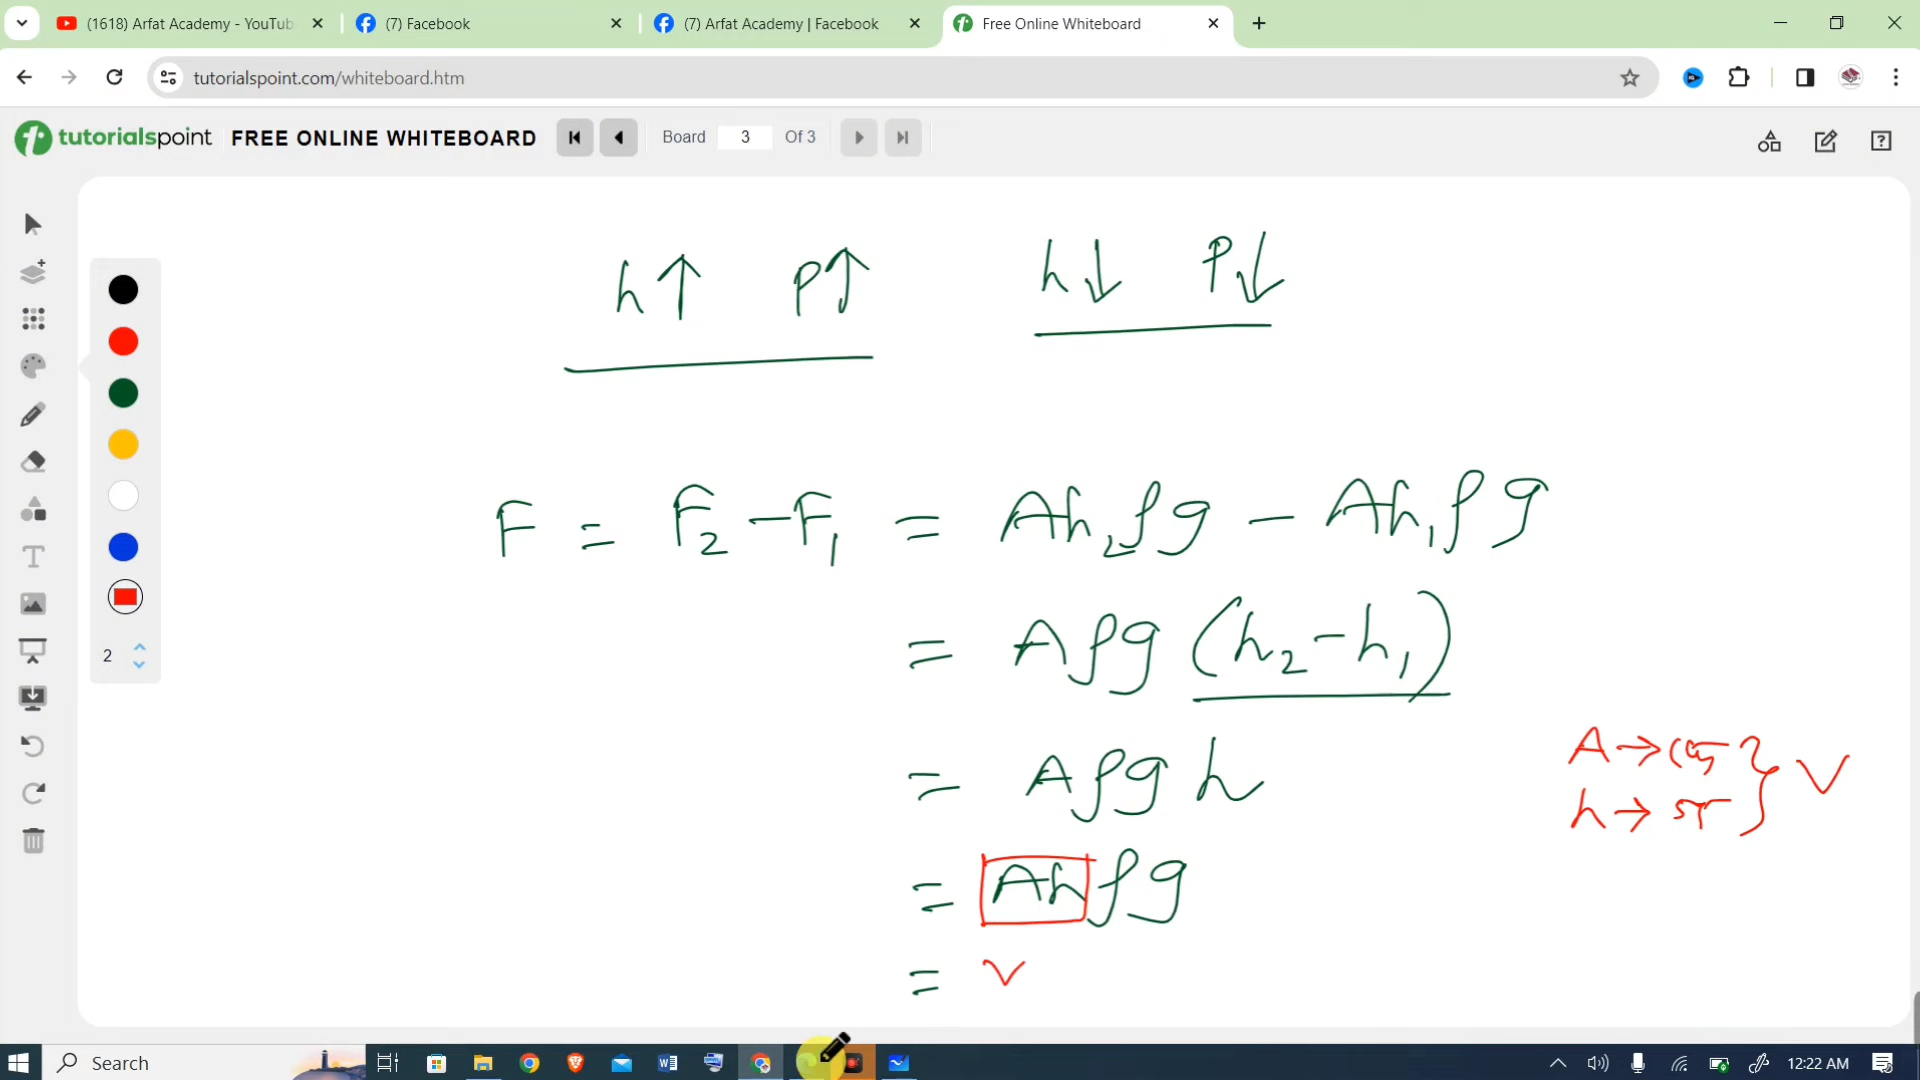 (1618) Arfat Academy - YouTub
(7) Facebook
(7) Arfat Academy | Facebook
Free Online Whiteboard
tutorialspoint.com/whiteboard.htm
tutorialspoint FREE ONLINE WHITEBOARD
Board 3 Of 3
h↑ P↑ h↓ P↓
F = F₂ - F₁ = Ah₂ρg - Ah₁ρg
= Aρg (h₂ - h₁)
2
= Aρg h
A →
h →
} V
= Ahρg
= V
Search
12:22 AM